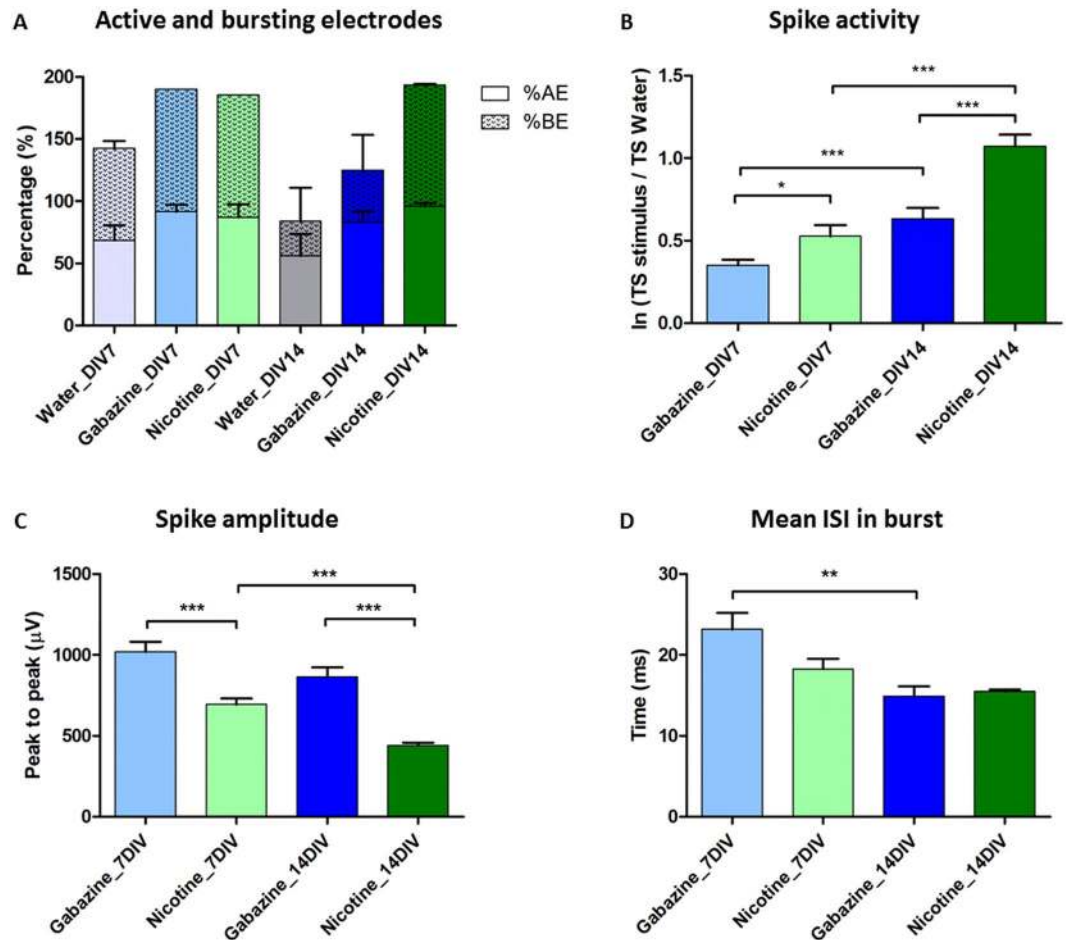 A Active and bursting electrodes
Percentage (%)
200
150
100
50
0
%AE
%BE
Water_DIV7
Gabazine_DIV7
Nicotine_DIV7
Water_DIV14
Gabazine_DIV14
Nicotine_DIV14
B Spike activity
ln (TS stimulus / TS Water)
1.5
1.0
0.5
0.0
***
***
***
*
Gabazine_DIV7
Nicotine_DIV7
Gabazine_DIV14
Nicotine_DIV14
C Spike amplitude
Peak to peak (µV)
1500
1000
500
0
***
***
***
Gabazine_7DIV
Nicotine_7DIV
Gabazine_14DIV
Nicotine_14DIV
D Mean ISI in burst
Time (ms)
30
20
10
0
**
Gabazine_7DIV
Nicotine_7DIV
Gabazine_14DIV
Nicotine_14DIV